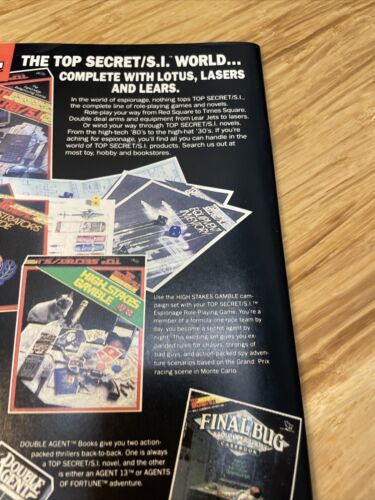 THE TOP SECRET/S.I.™ WORLD...
COMPLETE WITH LOTUS, LASERS
AND LEARS.
In the world of espionage, nothing tops TOP SECRET/S.I.,
the complete line of role-playing games and novels.
Role-play your way from Red Square to Times Square.
Double deal arms and equipment from Lear Jets to lasers.
Or wind your way through TOP SECRET/S.I. novels.
From the high-tech '80's to the high-hat '30's. If you're
aching for espionage, you'll find all you can handle in the
world of TOP SECRET/S.I. products. Search us out at
most toy, hobby and bookstores.
EQUIPMENT
INVENTORY
TOP SECRET/S.I.
HIGH STAKES
GAMBLE
Use the HIGH STAKES GAMBLE cam-
paign set with your TOP SECRET/S.I.™
Espionage Role-Playing Game. You're a
member of a formula-one race team by
day; you become a secret agent by
night. This exciting set gives you ex-
panded rules for chases, throngs of
bad guys, and action-packed spy adven-
ture scenarios based on the Grand Prix
racing scene in Monte Carlo.
DOUBLE AGENT™ Books give you two action-
packed thrillers back-to-back. One is always
a TOP SECRET/S.I. novel, and the other
is either an AGENT 13™ or AGENTS
OF FORTUNE™ adventure.
DOUBLE
AGENT
FINAL BUG
CASEBOOK